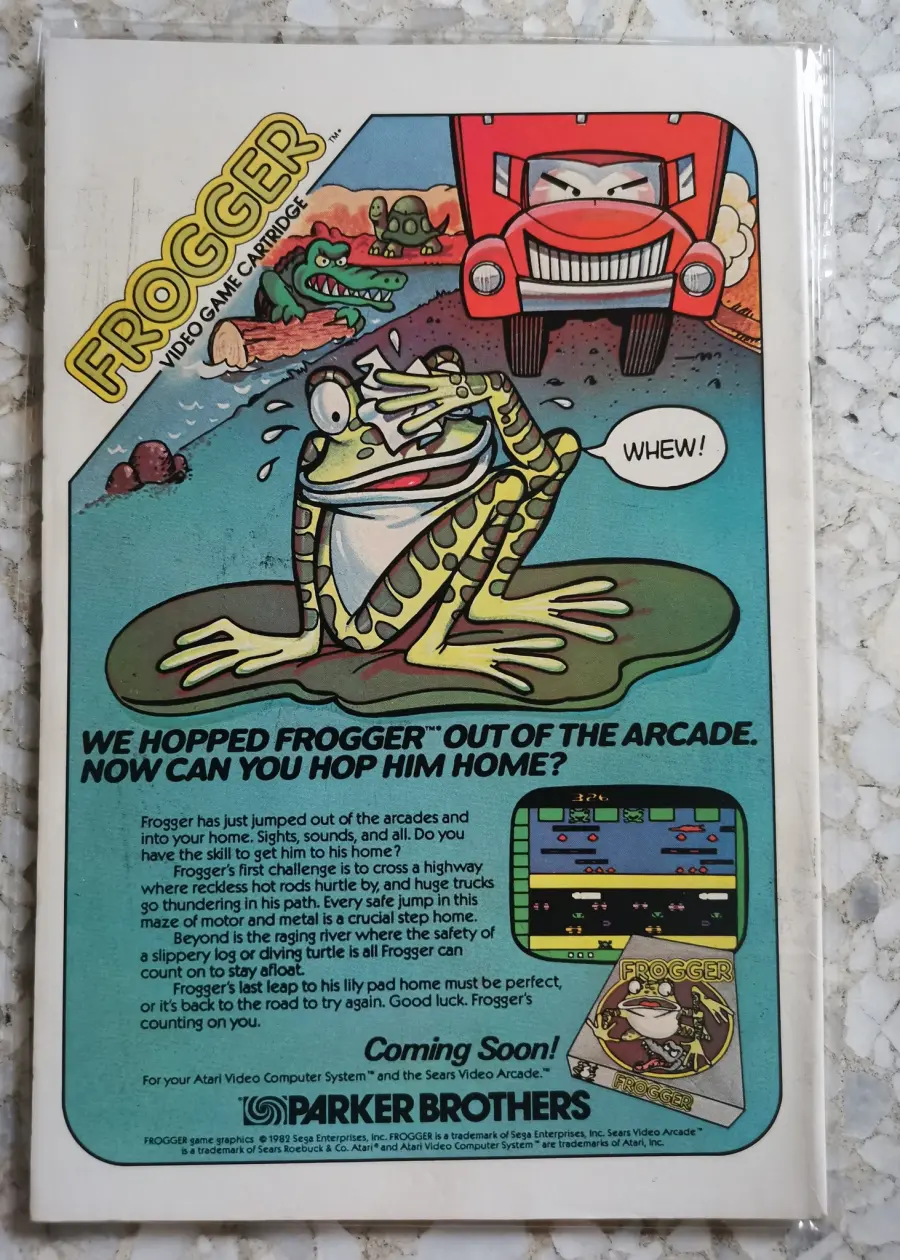 FROGGER™
VIDEO GAME CARTRIDGE
WHEW!
WE HOPPED FROGGER™ OUT OF THE ARCADE.
NOW CAN YOU HOP HIM HOME?
Frogger has just jumped out of the arcades and
into your home. Sights, sounds, and all. Do you
have the skill to get him to his home?
Frogger's first challenge is to cross a highway
where reckless hot rods hurtle by, and huge trucks
go thundering in his path. Every safe jump in this
maze of motor and metal is a crucial step home.
Beyond is the raging river where the safety of
a slippery log or diving turtle is all Frogger can
count on to stay afloat.
Frogger's last leap to his lily pad home must be perfect,
or it's back to the road to try again. Good luck. Frogger's
counting on you.
326
FROGGER
FROGGER
Coming Soon!
For your Atari Video Computer System™ and the Sears Video Arcade.™
PARKER BROTHERS
FROGGER game graphics © 1982 Sega Enterprises, Inc. FROGGER is a trademark of Sega Enterprises, Inc. Sears Video Arcade™
is a trademark of Sears Roebuck & Co. Atari® and Atari Video Computer System™ are trademarks of Atari, Inc.